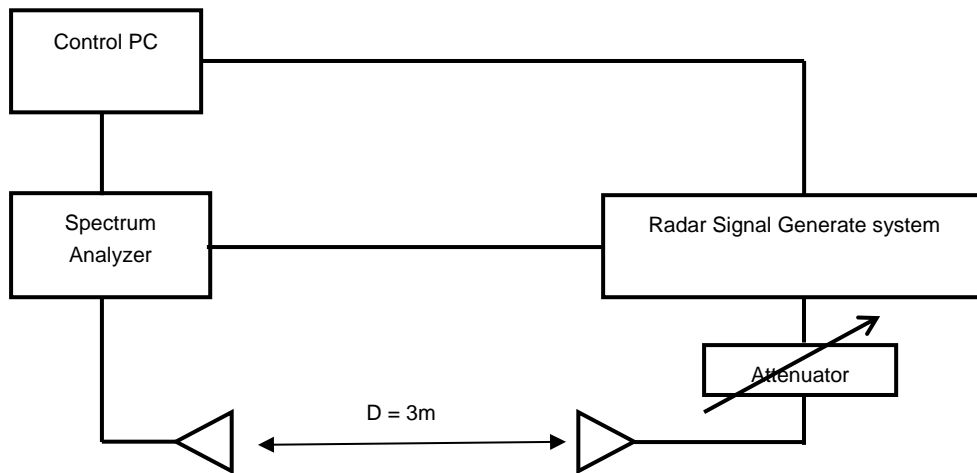 Control PC
Spectrum
Analyzer
Radar Signal Generate system
Attenuator
D = 3m